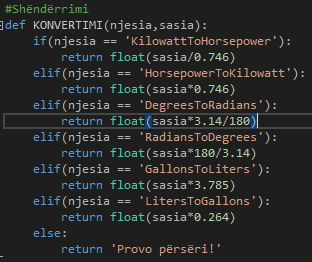 #Shëndërrimi
def KONVERTIMI(njesia,sasia):
    if(njesia == 'KilowattToHorsepower'):
        return float(sasia/0.746)
    elif(njesia == 'HorsepowerToKilowatt'):
        return float(sasia*0.746)
    elif(njesia == 'DegreesToRadians'):
        return float(sasia*3.14/180)
    elif(njesia == 'RadiansToDegrees'):
        return float(sasia*180/3.14)
    elif(njesia == 'GallonsToLiters'):
        return float(sasia*3.785)
    elif(njesia == 'LitersToGallons'):
        return float(sasia*0.264)
    else:
        return 'Provo përsëri!'